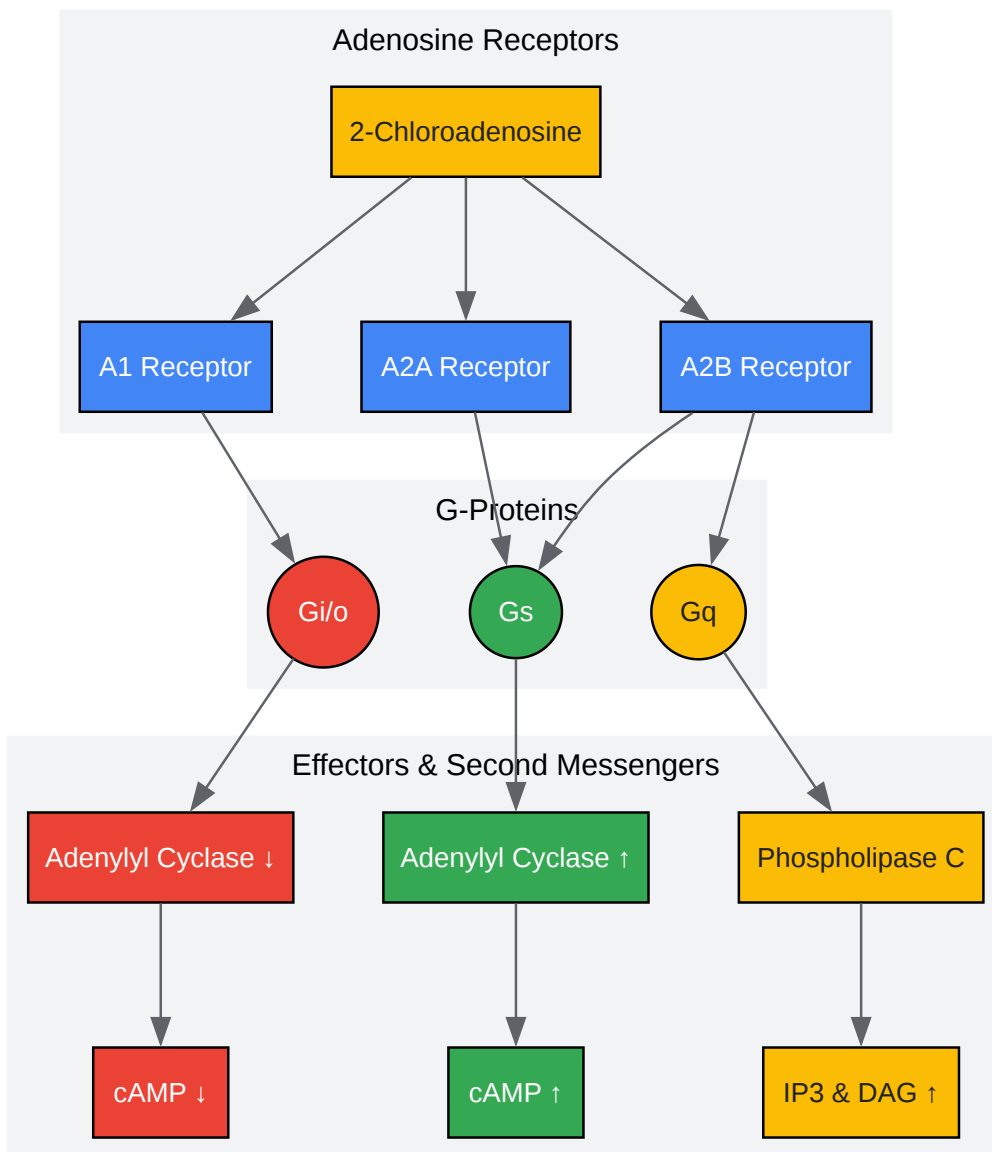 Adenosine Receptors
2-Chloroadenosine
A1 Receptor
A2A Receptor
A2B Receptor
G-Proteins
Gi/o
Gs
Gq
Effectors & Second Messengers
Adenylyl Cyclase ↓
Adenylyl Cyclase ↑
Phospholipase C
cAMP ↓
cAMP ↑
IP3 & DAG ↑